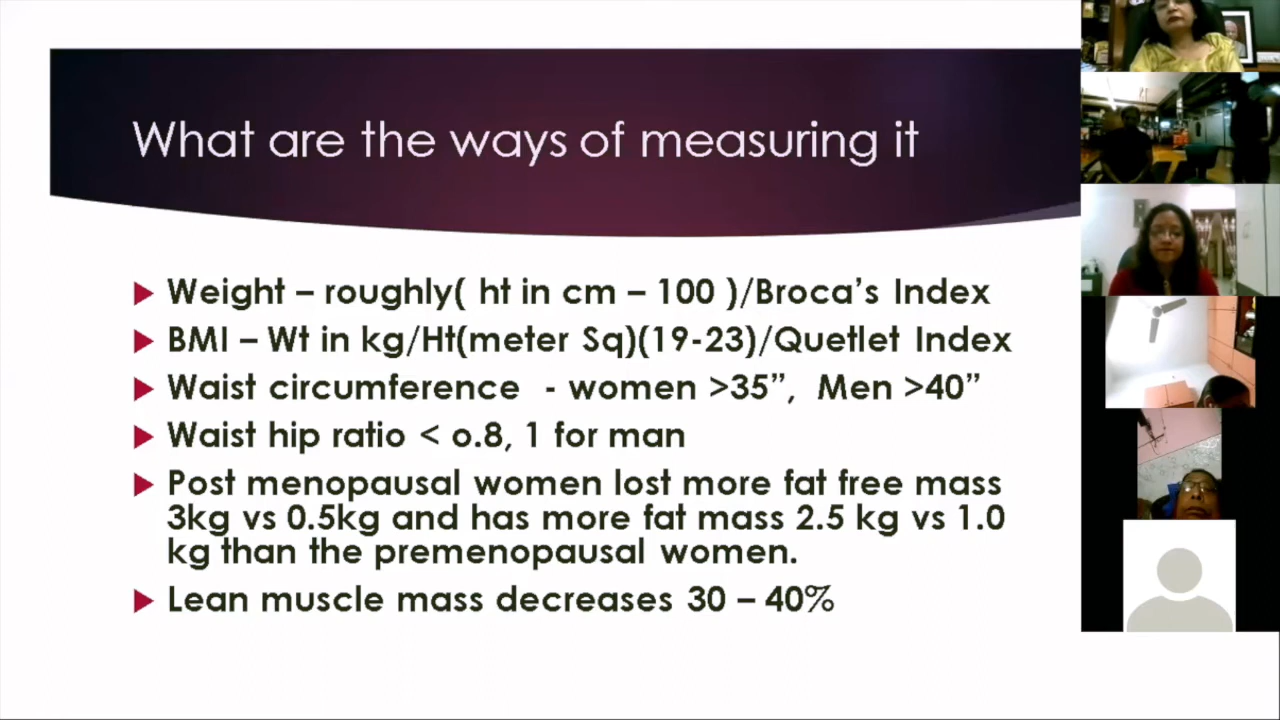 What are the ways of measuring it
Weight – roughly( ht in cm – 100 )/Broca's Index
BMI – Wt in kg/Ht(meter Sq)(19-23)/Quetlet Index
Waist circumference - women >35”, Men >40”
Waist hip ratio < o.8, 1 for man
Post menopausal women lost more fat free mass
3kg vs 0.5kg and has more fat mass 2.5 kg vs 1.0
kg than the premenopausal women.
Lean muscle mass decreases 30 – 40%